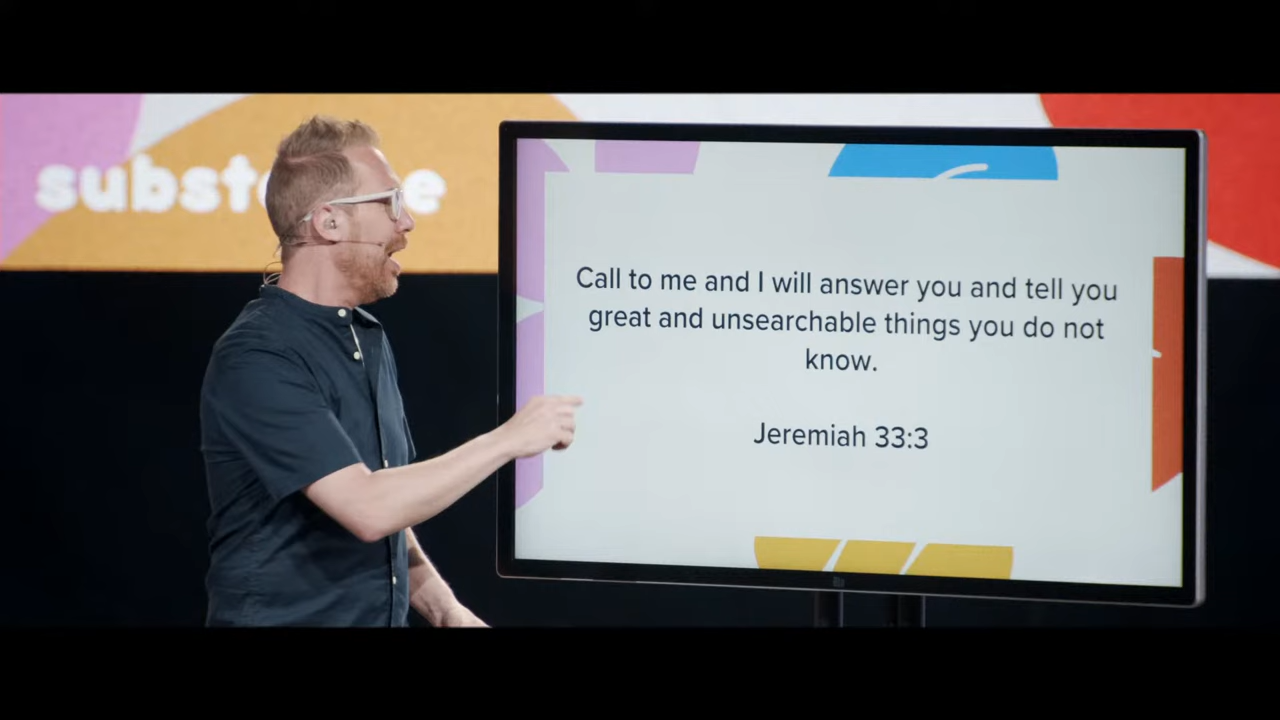 Call to me and I will answer you and tell you
great and unsearchable things you do not
know.
Jeremiah 33:3